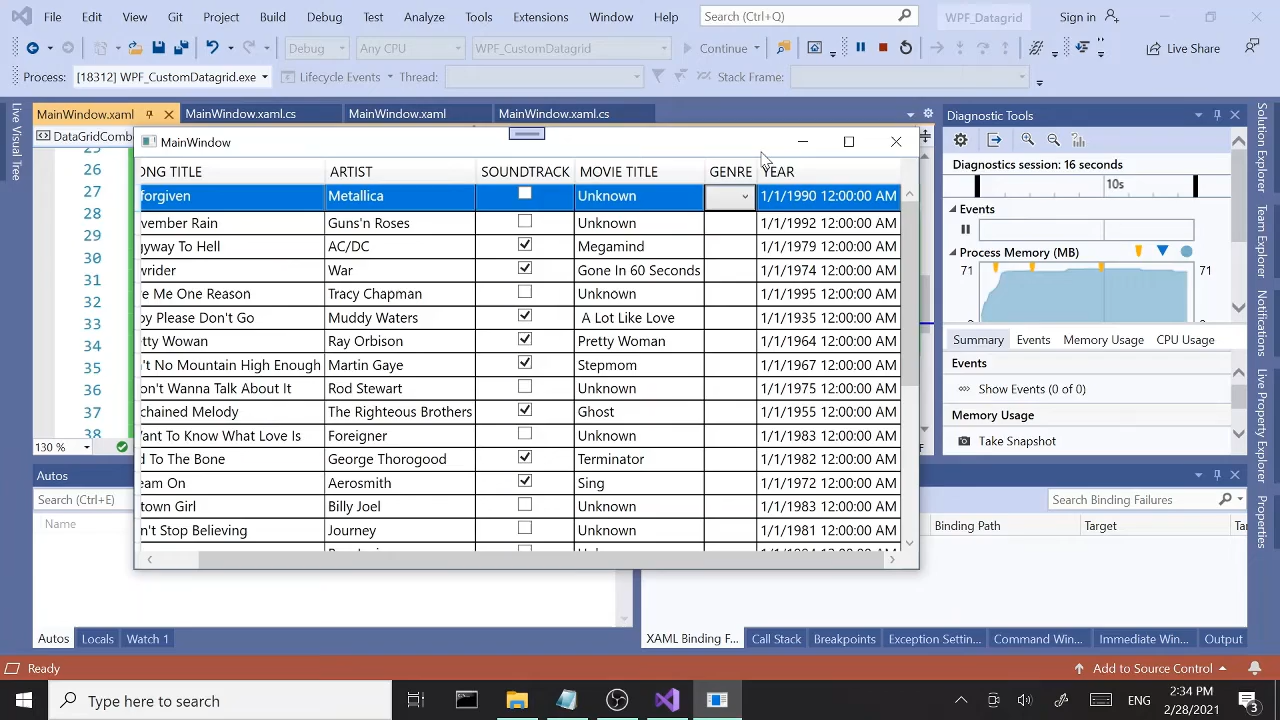 File Edit View Git Project Build Debug Test Analyze Tools Extensions Window Help Search (Ctrl+Q) WPF_Datagrid Sign in
Debug Any CPU WPF_CustomDatagrid Continue Live Share
Process: [18312] WPF_CustomDatagrid.exe Lifecycle Events Thread: Stack Frame:
Live Visual Tree
MainWindow.xaml MainWindow.xaml.cs MainWindow.xaml MainWindow.xaml.cs
DataGridComb
27
28
29
30
31
32
33
34
35
36
37
38
130 %
MainWindow
ONG TITLE ARTIST SOUNDTRACK MOVIE TITLE GENRE YEAR
forgiven Metallica Unknown 1/1/1990 12:00:00 AM
vember Rain Guns'n Roses Unknown 1/1/1992 12:00:00 AM
gyway To Hell AC/DC Megamind 1/1/1979 12:00:00 AM
wrider War Gone In 60 Seconds 1/1/1974 12:00:00 AM
e Me One Reason Tracy Chapman Unknown 1/1/1995 12:00:00 AM
by Please Don't Go Muddy Waters A Lot Like Love 1/1/1935 12:00:00 AM
tty Wowan Ray Orbison Pretty Woman 1/1/1964 12:00:00 AM
't No Mountain High Enough Martin Gaye Stepmom 1/1/1967 12:00:00 AM
on't Wanna Talk About It Rod Stewart Unknown 1/1/1975 12:00:00 AM
chained Melody The Righteous Brothers Ghost 1/1/1955 12:00:00 AM
Want To Know What Love Is Foreigner Unknown 1/1/1983 12:00:00 AM
d To The Bone George Thorogood Terminator 1/1/1982 12:00:00 AM
eam On Aerosmith Sing 1/1/1972 12:00:00 AM
town Girl Billy Joel Unknown 1/1/1983 12:00:00 AM
n't Stop Believing Journey Unknown 1/1/1981 12:00:00 AM
Diagnostic Tools
Diagnostics session: 16 seconds
10s
Events
Process Memory (MB)
71 71
Summary Events Memory Usage CPU Usage
Events
Show Events (0 of 0)
Memory Usage
Take Snapshot
Solution Explorer
Team Explorer
Notifications
Live Property Explorer
Properties
Autos
Search (Ctrl+E)
Name
Autos Locals Watch 1
Search Binding Failures
Binding Path Target
XAML Binding F... Call Stack Breakpoints Exception Settin... Command Win... Immediate Win... Output
Ready Add to Source Control
Type here to search ENG 2:34 PM
2/28/2021 3